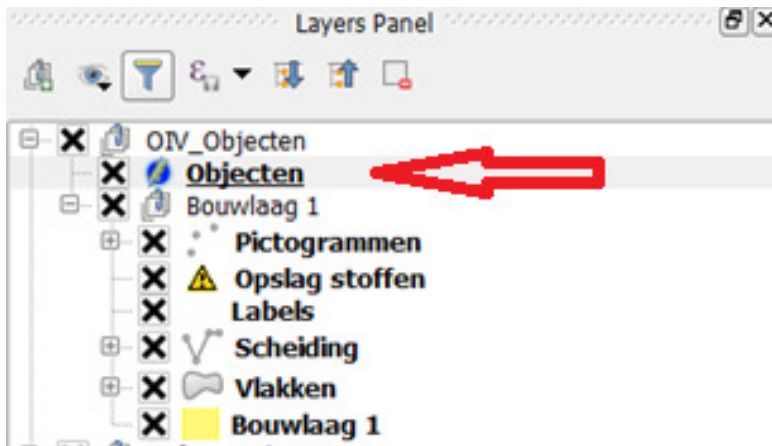 Layers Panel
OIV_Objecten
Objecten
Bouwlaag 1
Pictogrammen
Opslag stoffen
Labels
Scheiding
Vlakken
Bouwlaag 1